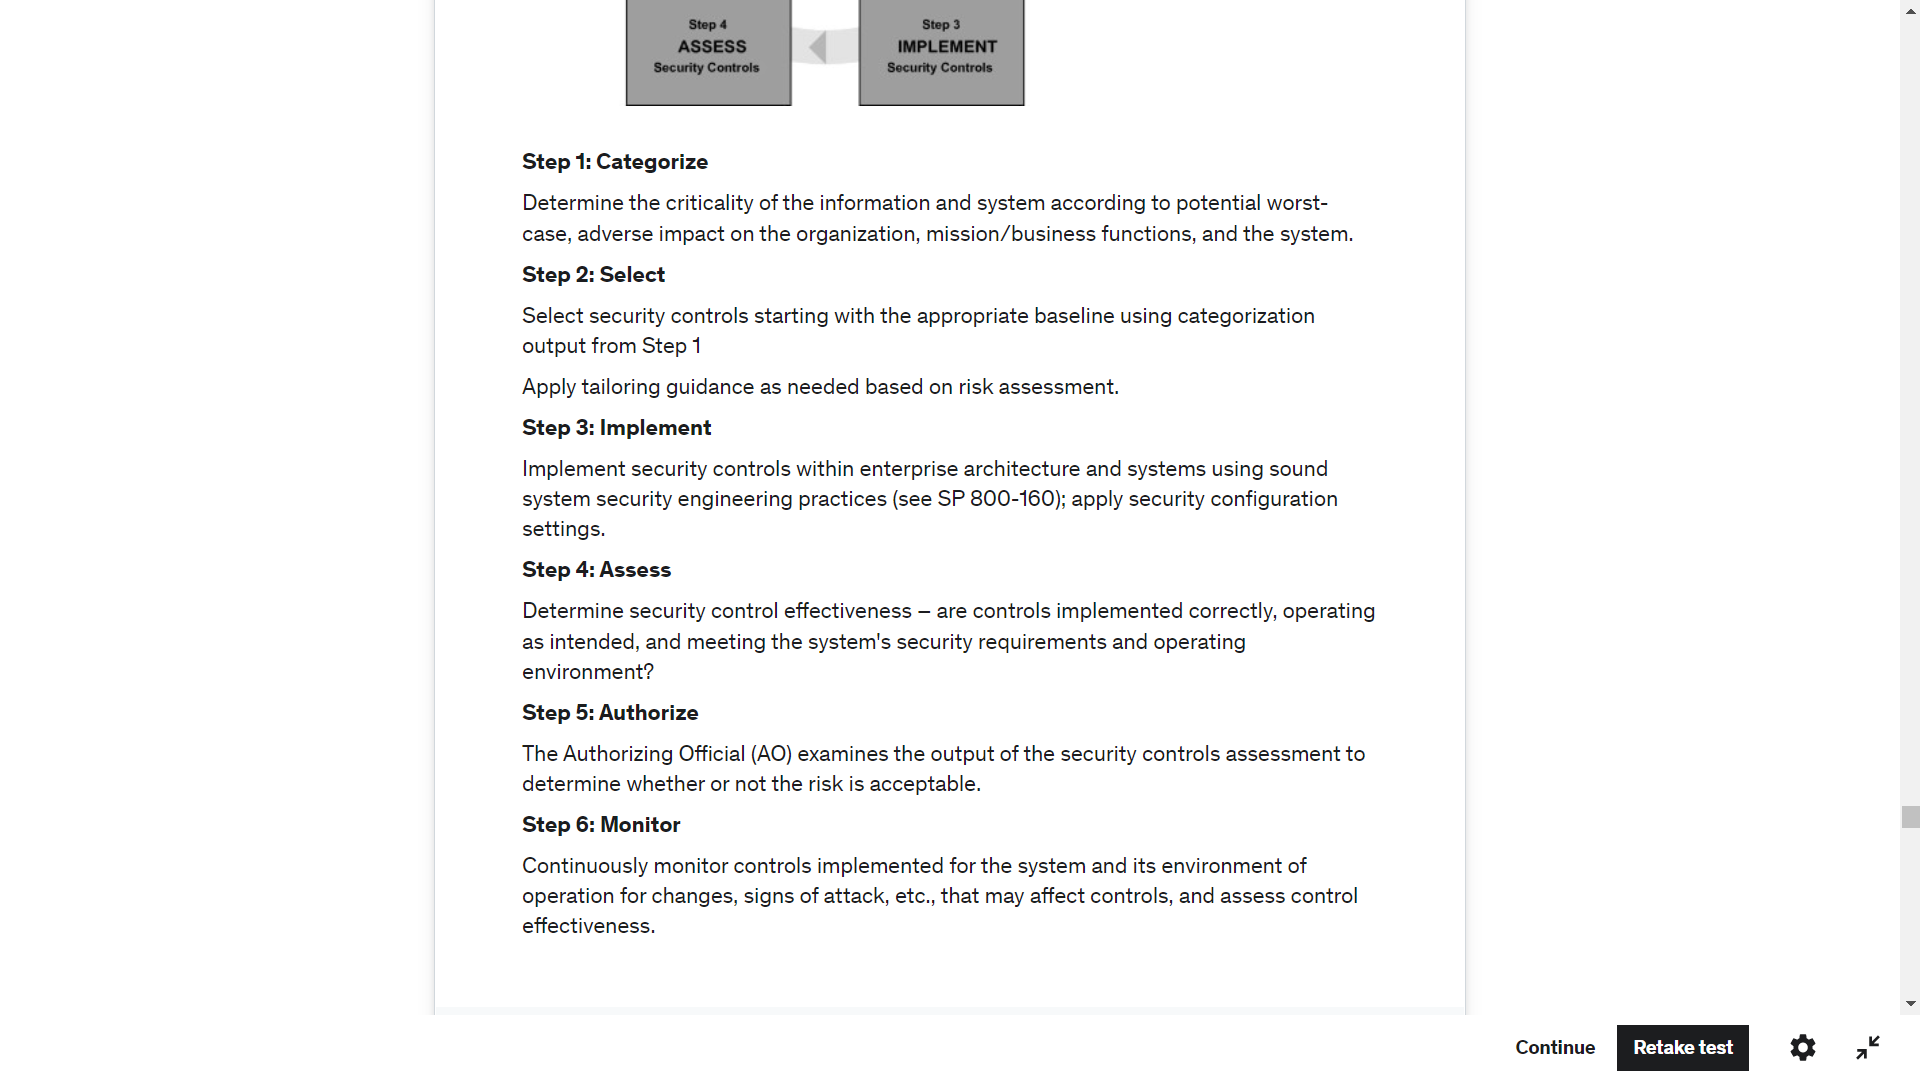 Step 4
ASSESS
Security Controls
Step 3
IMPLEMENT
Security Controls
Step 1: Categorize
Determine the criticality of the information and system according to potential worst-
case, adverse impact on the organization, mission/business functions, and the system.
Step 2: Select
Select security controls starting with the appropriate baseline using categorization
output from Step 1
Apply tailoring guidance as needed based on risk assessment.
Step 3: Implement
Implement security controls within enterprise architecture and systems using sound
system security engineering practices (see SP 800-160); apply security configuration
settings.
Step 4: Assess
Determine security control effectiveness – are controls implemented correctly, operating
as intended, and meeting the system's security requirements and operating
environment?
Step 5: Authorize
The Authorizing Official (AO) examines the output of the security controls assessment to
determine whether or not the risk is acceptable.
Step 6: Monitor
Continuously monitor controls implemented for the system and its environment of
operation for changes, signs of attack, etc., that may affect controls, and assess control
effectiveness.
Continue
Retake test